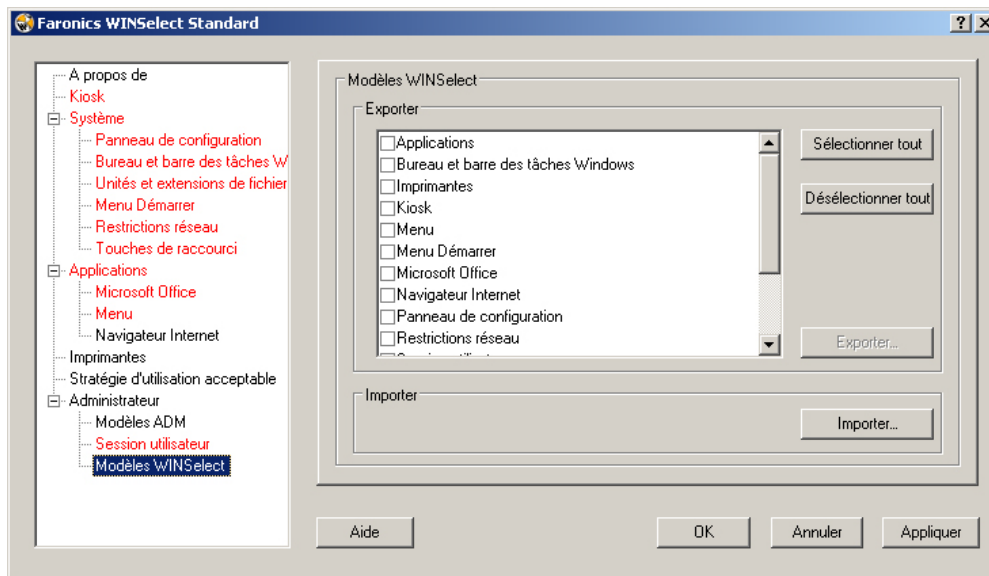 Faronics WINSelect Standard
A propos de
Kiosk
Système
Panneau de configuration
Bureau et barre des tâches W
Unités et extensions de fichier
Menu Démarrer
Restrictions réseau
Touches de raccourci
Applications
Microsoft Office
Menu
Navigateur Internet
Imprimantes
Stratégie d'utilisation acceptable
Administrateur
Modèles ADM
Session utilisateur
Modèles WINSelect
Modèles WINSelect
Exporter
Applications
Bureau et barre des tâches Windows
Imprimantes
Kiosk
Menu
Menu Démarrer
Microsoft Office
Navigateur Internet
Panneau de configuration
Restrictions réseau
Sélectionner tout
Désélectionner tout
Exporter...
Importer
Importer...
Aide
OK
Annuler
Appliquer